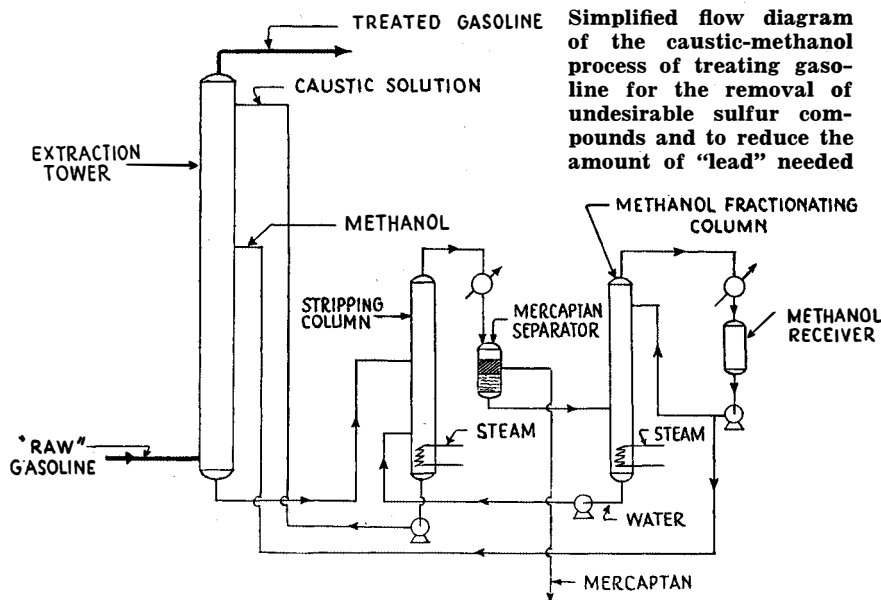 TREATED GASOLINE
Simplified flow diagram
of the caustic-methanol
process of treating gaso-
line for the removal of
undesirable sulfur com-
pounds and to reduce the
amount of “lead” needed
CAUSTIC SOLUTION
EXTRACTION
TOWER
METHANOL
METHANOL FRACTIONATING
COLUMN
STRIPPING
COLUMN
MERCAPTAN
SEPARATOR
METHANOL
RECEIVER
"RAW"
GASOLINE
STEAM
STEAM
WATER
MERCAPTAN